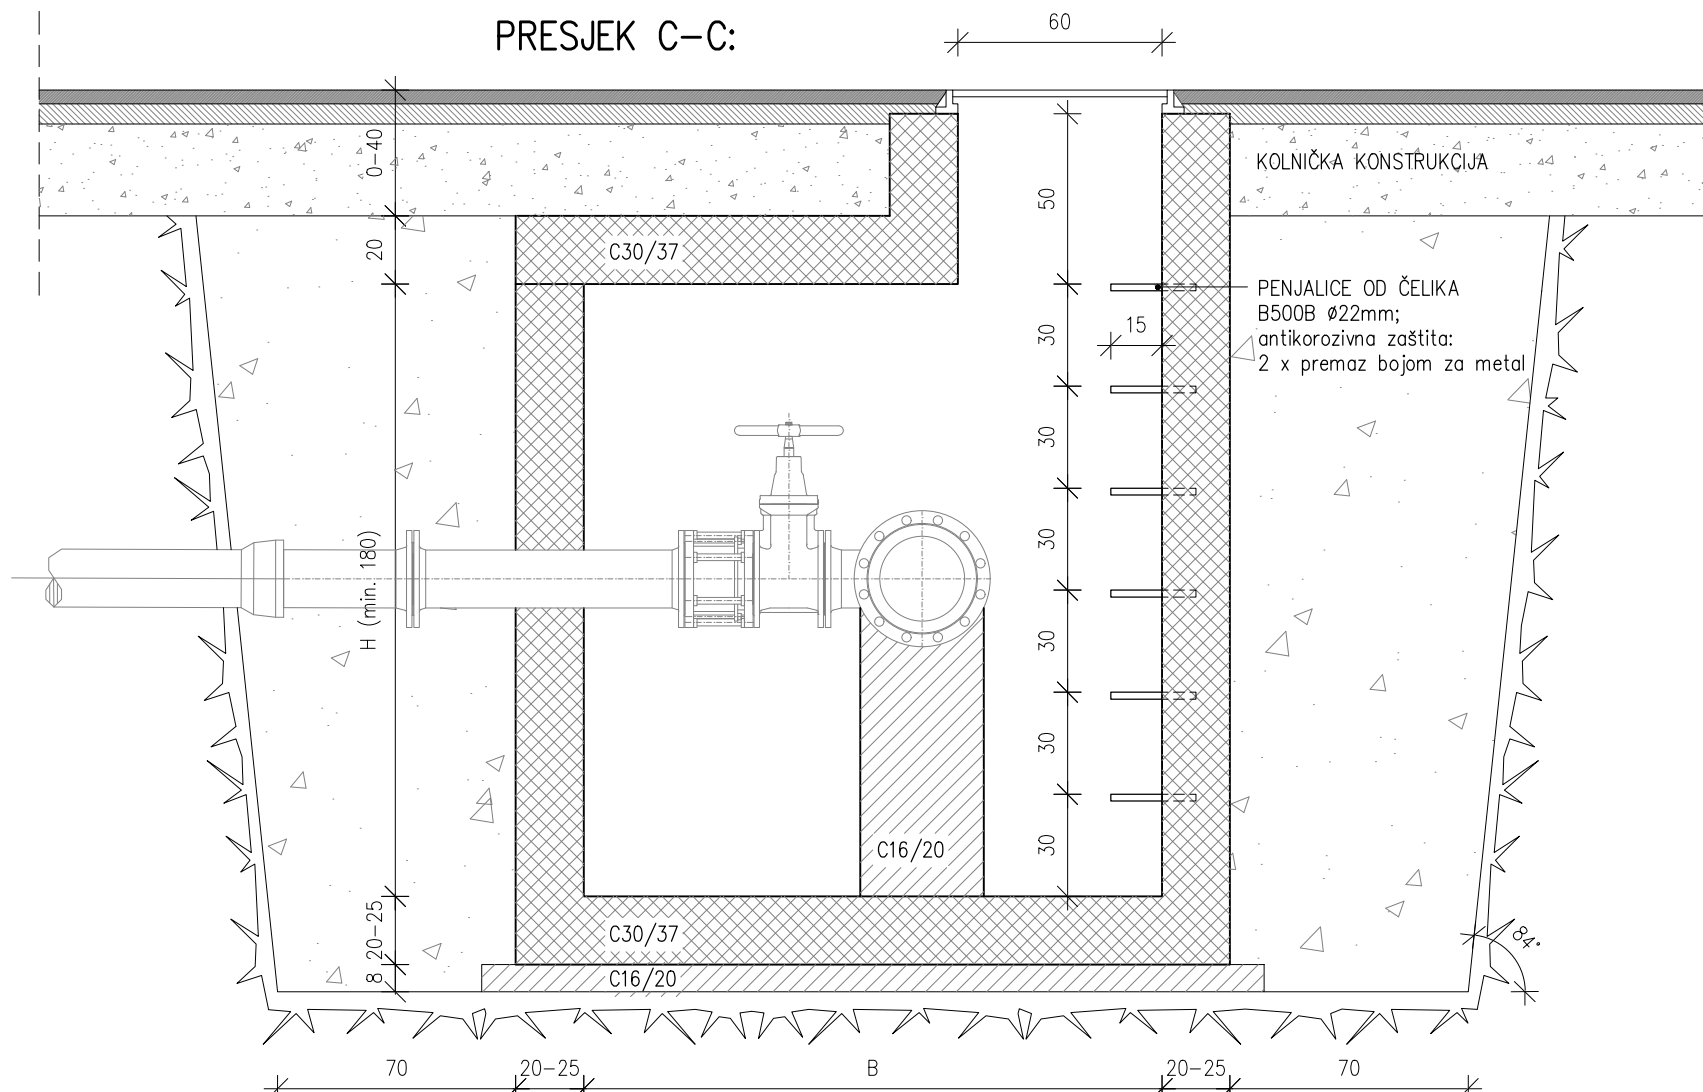 PRESJEK C-C:
60
0-40
KOLNIČKA KONSTRUKCIJA
50
20
C30/37
PENJALICE OD ČELIKA
B500B Ø22mm;
antikorozivna zaštita:
2 x premaz bojom za metal
15
30
30
30
H (min. 180)
30
30
30
C16/20
20-25
C30/37
84°
8
C16/20
70
20-25
B
20-25
70